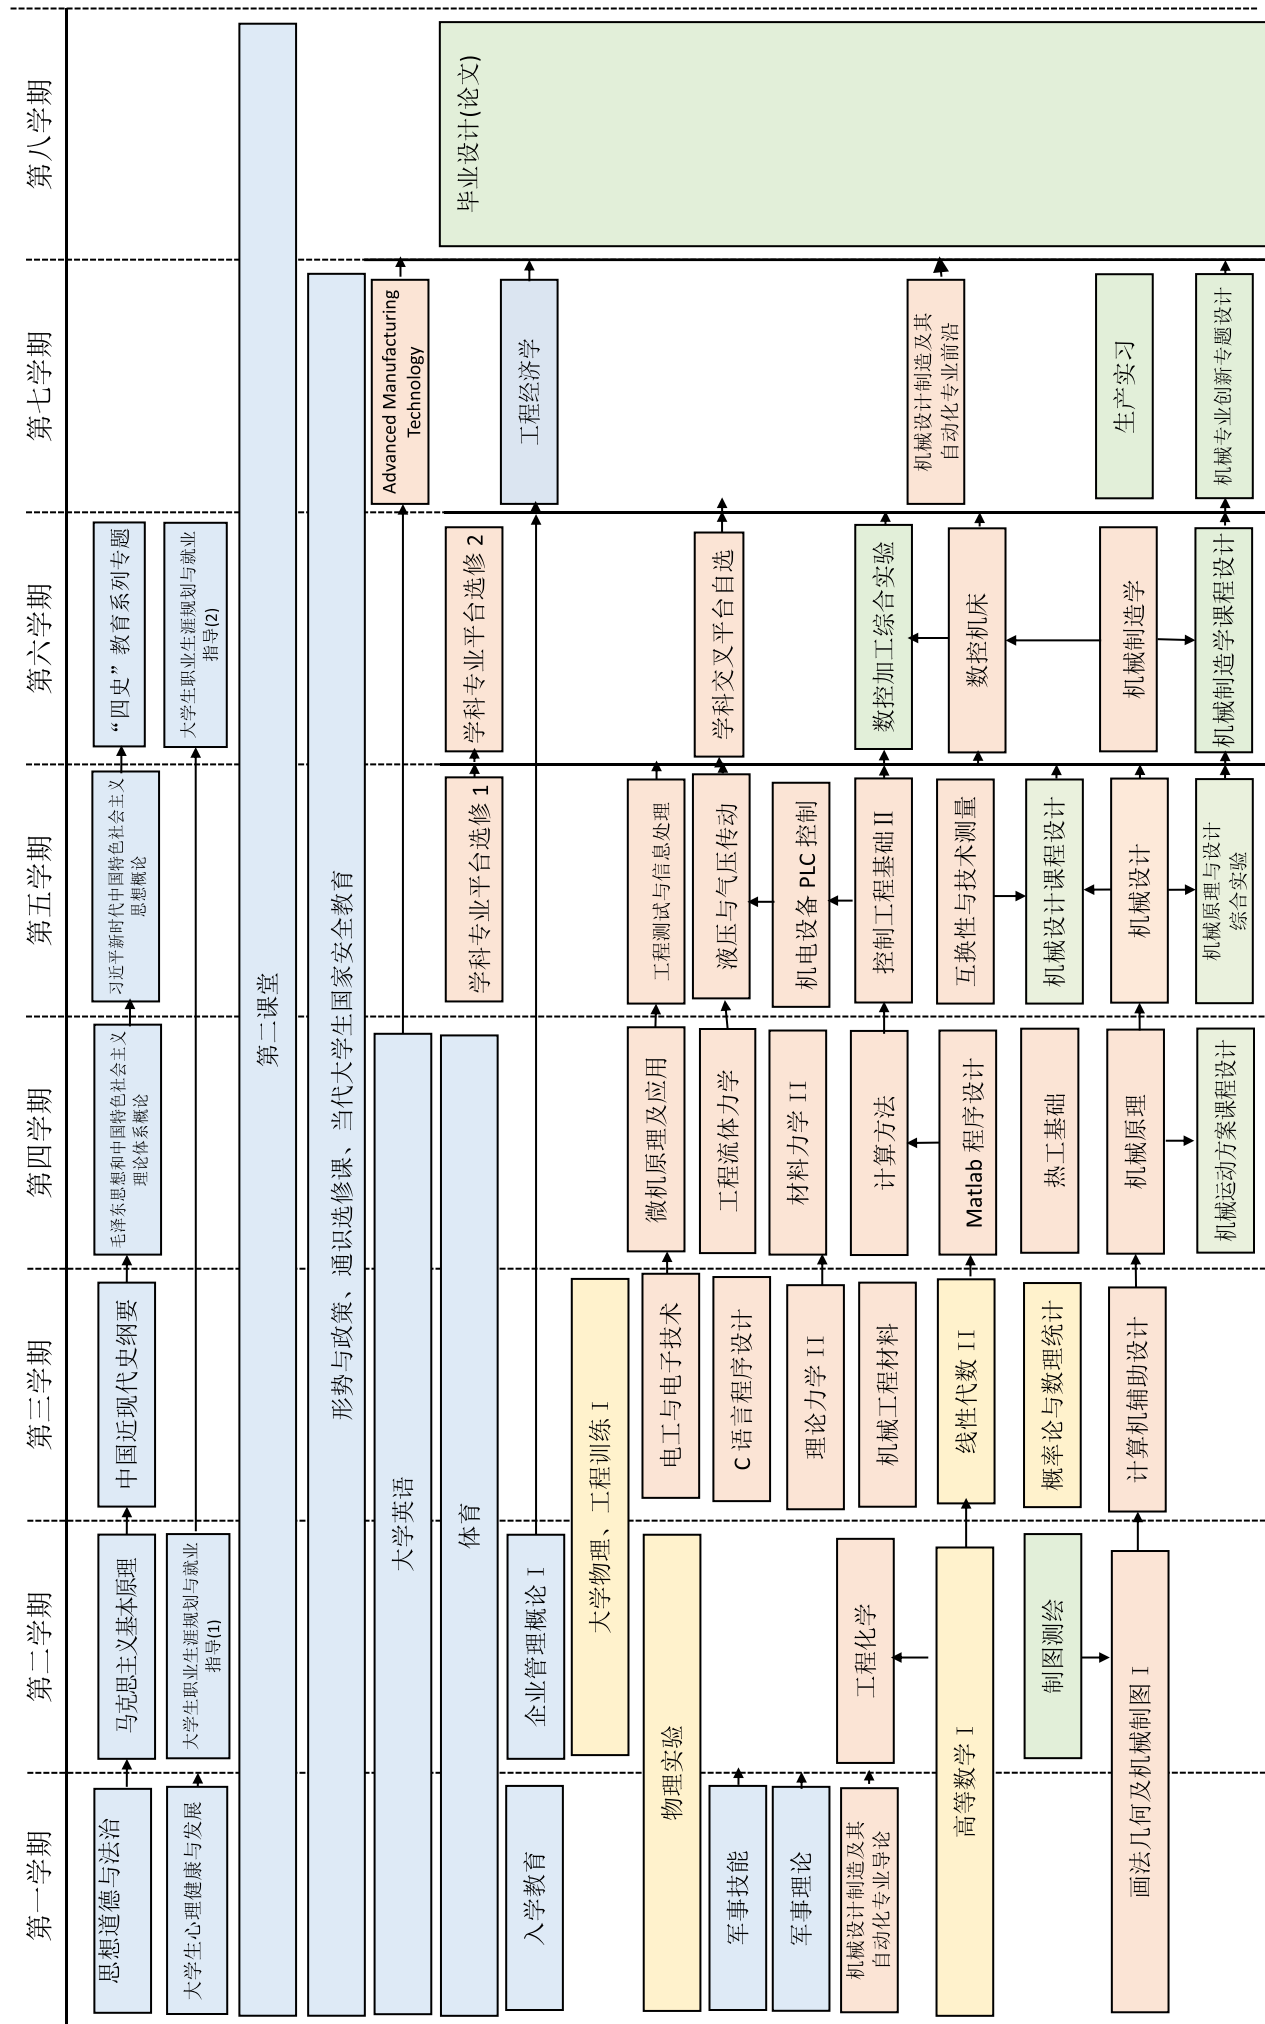 第一学期
第二学期
第三学期
第四学期
第五学期
第六学期
第七学期
第八学期
思想道德与法治
马克思主义基本原理
中国近现代史纲要
毛泽东思想和中国特色社会主义
理论体系概论
习近平新时代中国特色社会主义
思想概论
“四史”教育系列专题
大学生心理健康与发展
大学生职业生涯规划与就业
指导(1)
大学生职业生涯规划与就业
指导(2)
第二课堂
形势与政策、通识选修课、当代大学生国家安全教育
大学英语
Advanced Manufacturing
Technology
体育
学科专业平台选修 1
学科专业平台选修 2
毕业设计(论文)
入学教育
企业管理概论 I
工程经济学
大学物理、工程训练 I
物理实验
电工与电子技术
微机原理及应用
工程测试与信息处理
军事技能
C 语言程序设计
工程流体力学
液压与气压传动
学科交叉平台自选
军事理论
理论力学 II
材料力学 II
机电设备 PLC 控制
机械设计制造及其
自动化专业导论
工程化学
机械工程材料
计算方法
控制工程基础 II
数控加工综合实验
机械设计制造及其
自动化专业前沿
高等数学 I
线性代数 II
Matlab 程序设计
互换性与技术测量
数控机床
制图测绘
概率论与数理统计
热工基础
机械设计课程设计
画法几何及机械制图 I
计算机辅助设计
机械原理
机械设计
机械制造学
生产实习
机械运动方案课程设计
机械原理与设计
综合实验
机械制造学课程设计
机械专业创新专题设计